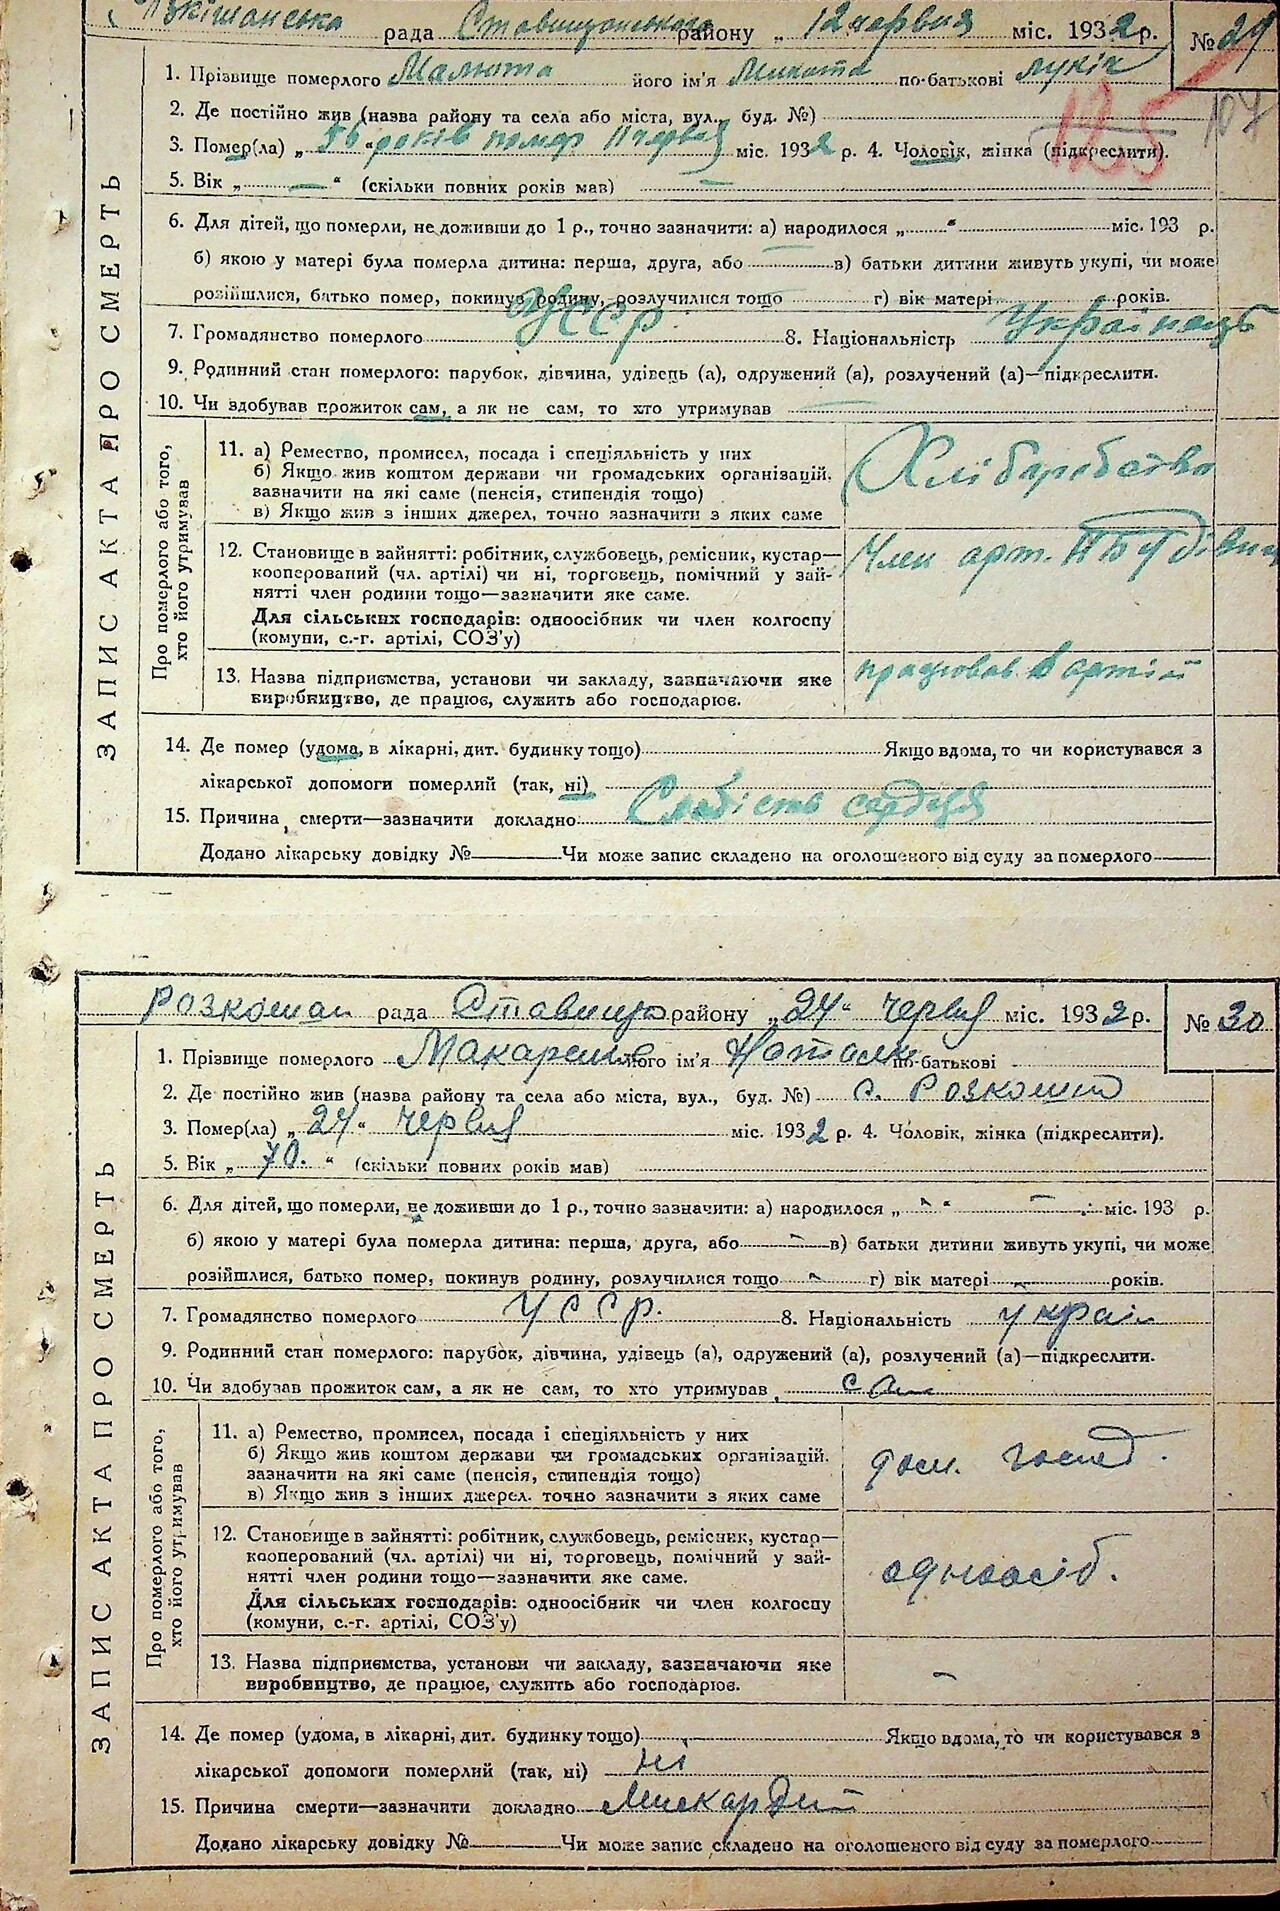 рада Ставищанського району „ 12 червня міс. 1932 р. № 29
1. Прізвище померлого Малюта його ім'я Микита по-батькові Лукін
125 107
2. Де постійно жив (назва району та села або міста, вул., буд. №)
3. Помер(ла) „ 56 “ років помер 11 червня міс. 1932 р. 4. Чоловік, жінка (підкреслити).
5. Вік „ — “ (скільки повних років мав) —
6. Для дітей, що померли, не доживши до 1 р., точно зазначити: а) народилося „ “ міс. 193 р.
б) якою у матері була померла дитина: перша, друга, або в) батьки дитини живуть укупі, чи може
розійшлися, батько помер, покинув родину, розлучилися тощо г) вік матері років.
7. Громадянство померлого УССР 8. Національність Українець
9. Родинний стан померлого: парубок, дівчина, удівець (а), одружений (а), розлучений (а)—підкреслити.
10. Чи здобував прожиток сам, а як не сам, то хто утримував —
ЗАПИС АКТА ПРО СМЕРТЬ
Про померлого або того, хто його утримував
11. а) Ремество, промисел, посада і спеціяльність у них
б) Якщо жив коштом держави чи громадських організацій,
зазначити на які саме (пенсія, стипендія тощо)
в) Якщо жив з інших джерел, точно зазначити з яких саме
Хліборобство
12. Становище в зайнятті: робітник, службовець, ремісник, кустар—
кооперований (чл. артілі) чи ні, торговець, помічний у зай-
нятті член родини тощо—зазначити яке саме.
Для сільських господарів: одноосібник чи член колгоспу
(комуни, с.-г. артілі, СОЗ'у)
Член арт.
13. Назва підприємства, установи чи закладу, зазначаючи яке
виробництво, де працює, служить або господарює.
працював в артілі
14. Де помер (удома, в лікарні, дит. будинку тощо) Якщо вдома, то чи користувався з
лікарської допомоги померлий (так, ні)
15. Причина смерти—зазначити докладно Слабість сердця
Додано лікарську довідку № Чи може запис складено на оголошеного від суду за померлого
Розкошан рада Ставищ району „ 24 “ червня міс. 1932 р. № 30
1. Прізвище померлого його ім'я по-батькові
2. Де постійно жив (назва району та села або міста, вул., буд. №) с. Розкошна
3. Помер(ла) „ 24 “ червня міс. 1932 р. 4. Чоловік, жінка (підкреслити).
5. Вік „ 70. “ (скільки повних років мав)
6. Для дітей, що померли, не доживши до 1 р., точно зазначити: а) народилося „ - “ — міс. 193 р.
б) якою у матері була померла дитина: перша, друга, або - в) батьки дитини живуть укупі, чи може
розійшлися, батько помер, покинув родину, розлучилися тощо - г) вік матері - років.
7. Громадянство померлого УССР. 8. Національність украін
9. Родинний стан померлого: парубок, дівчина, удівець (а), одружений (а), розлучений (а)—підкреслити.
10. Чи здобував прожиток сам, а як не сам, то хто утримував сам
ЗАПИС АКТА ПРО СМЕРТЬ
Про померлого або того, хто його утримував
11. а) Ремество, промисел, посада і спеціяльність у них
б) Якщо жив коштом держави чи громадських організацій,
зазначити на які саме (пенсія, стипендія тощо)
в) Якщо жив з інших джерел, точно зазначити з яких саме
дом. господ.
12. Становище в зайнятті: робітник, службовець, ремісник, кустар—
кооперований (чл. артілі) чи ні, торговець, помічний у зай-
нятті член родини тощо—зазначити яке саме.
Для сільських господарів: одноосібник чи член колгоспу
(комуни, с.-г. артілі, СОЗ'у)
одноосіб.
13. Назва підприємства, установи чи закладу, зазначаючи яке
виробництво, де працює, служить або господарює.
-
14. Де помер (удома, в лікарні, дит. будинку тощо) Якщо вдома, то чи користувався з
лікарської допомоги померлий (так, ні) ні
15. Причина смерти—зазначити докладно
Додано лікарську довідку № Чи може запис складено на оголошеного від суду за померлого